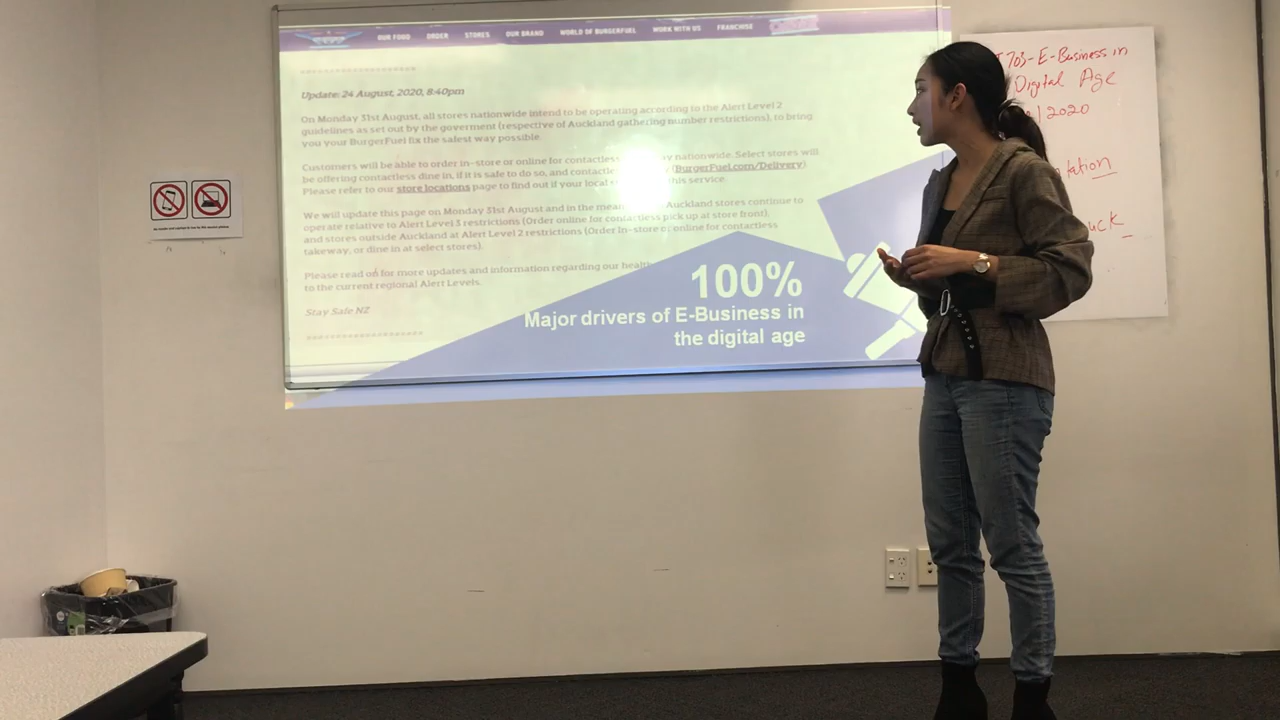 OUR FOOD ORDER STORES OUR BRAND WORLD OF BURGERFUEL WORK WITH US FRANCHISE
Update: 24 August, 2020, 8:40pm
On Monday 31st August, all stores nationwide intend to be operating according to the Alert Level 2
guidelines as set out by the goverment (respective of Auckland gathering number restrictions), to bring
you your BurgerFuel fix the safest way possible.
Customers will be able to order in-store or online for contactless nationwide. Select stores will
be offering contactless dine in, if it is safe to do so, and contactless (BurgerFuel.com/Delivery).
Please refer to our store locations page to find out if your local this service.
We will update this page on Monday 31st August and in the Auckland stores continue to
operate relative to Alert Level 3 restrictions (Order online for contactless pick up at store front),
and stores outside Auckland at Alert Level 2 restrictions (Order in-store or online for contactless
takeway, or dine in at select stores).
Please read on for more updates and information regarding our
to the current regional Alert Levels.
Stay Safe NZ
100%
Major drivers of E-Business in
the digital age
703-E-Business in
Digital Age
2020